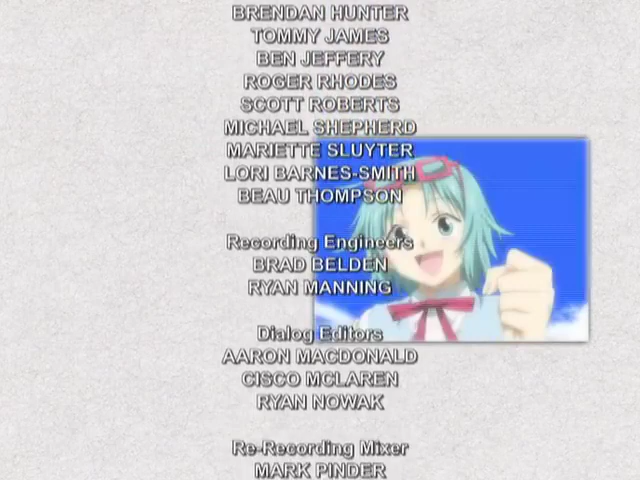 BRENDAN HUNTER
TOMMY JAMES
BEN JEFFERY
ROGER RHODES
SCOTT ROBERTS
MICHAEL SHEPHERD
MARIETTE SLUYTER
LORI BARNES-SMITH
BEAU THOMPSON
Recording Engineers
BRAD BELDEN
RYAN MANNING
Dialog Editors
AARON MACDONALD
CISCO MCLAREN
RYAN NOWAK
Re-Recording Mixer
MARK PINDER